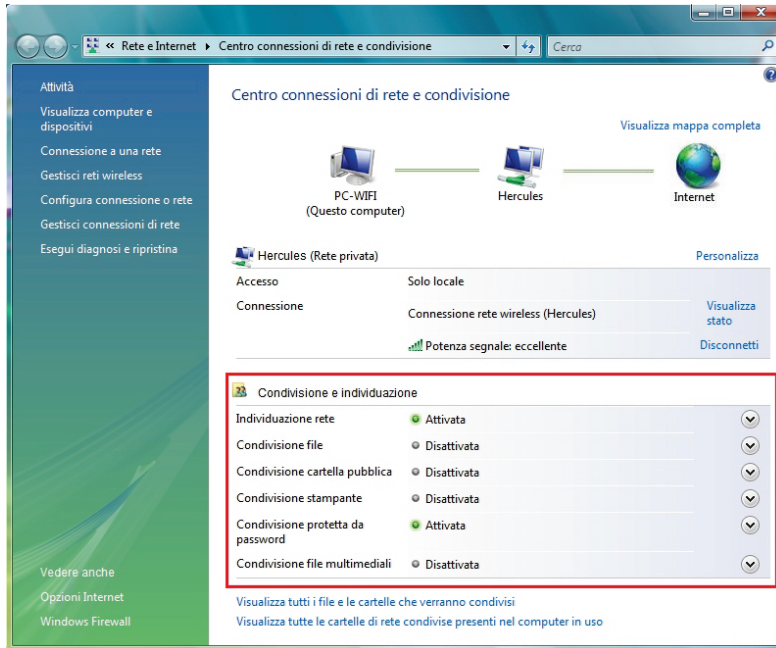 « Rete e Internet ▸ Centro connessioni di rete e condivisione
Cerca
Attività
Visualizza computer e
dispositivi
Connessione a una rete
Gestisci reti wireless
Configura connessione o rete
Gestisci connessioni di rete
Esegui diagnosi e ripristina
Vedere anche
Opzioni Internet
Windows Firewall
Centro connessioni di rete e condivisione
Visualizza mappa completa
PC-WIFI
(Questo computer)
Hercules
Internet
Hercules (Rete privata)
Personalizza
Accesso
Solo locale
Connessione
Connessione rete wireless (Hercules)
Visualizza
stato
Potenza segnale: eccellente
Disconnetti
Condivisione e individuazione
Individuazione rete
Attivata
Condivisione file
Disattivata
Condivisione cartella pubblica
Disattivata
Condivisione stampante
Disattivata
Condivisione protetta da
password
Attivata
Condivisione file multimediali
Disattivata
Visualizza tutti i file e le cartelle che verranno condivisi
Visualizza tutte le cartelle di rete condivise presenti nel computer in uso